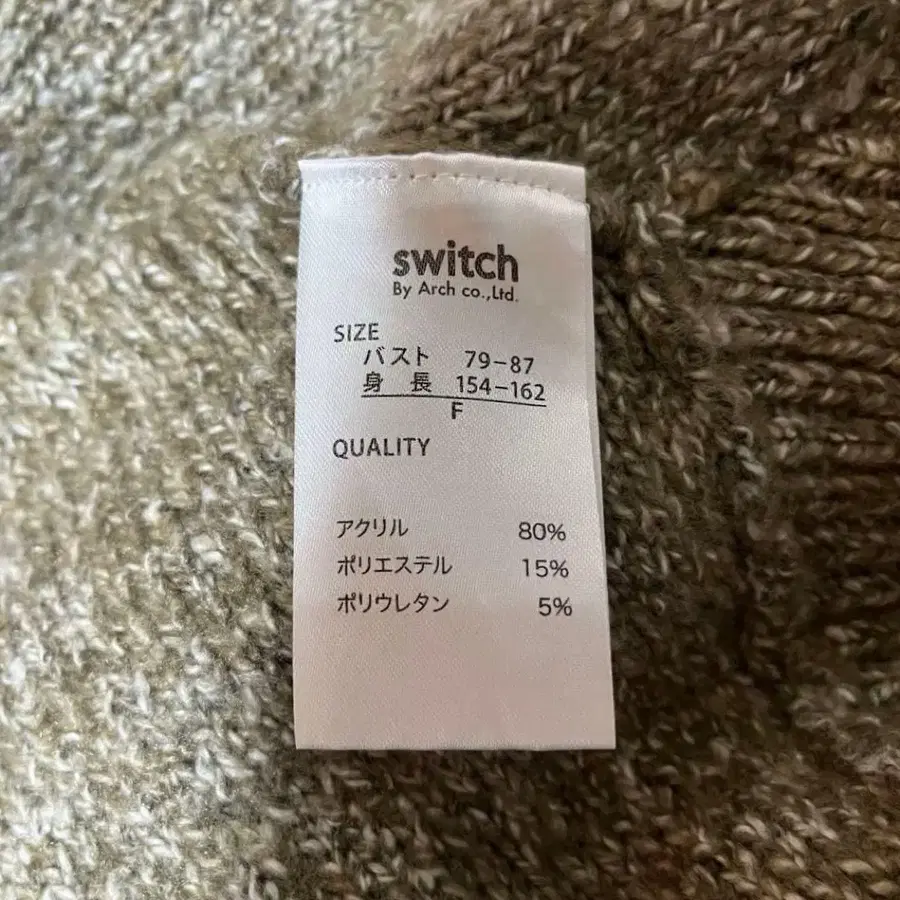 switch
By Arch co.,Ltd.
SIZE
バスト 79-87
身 長 154-162
F
QUALITY
アクリル 80%
ポリエステル 15%
ポリウレタン 5%